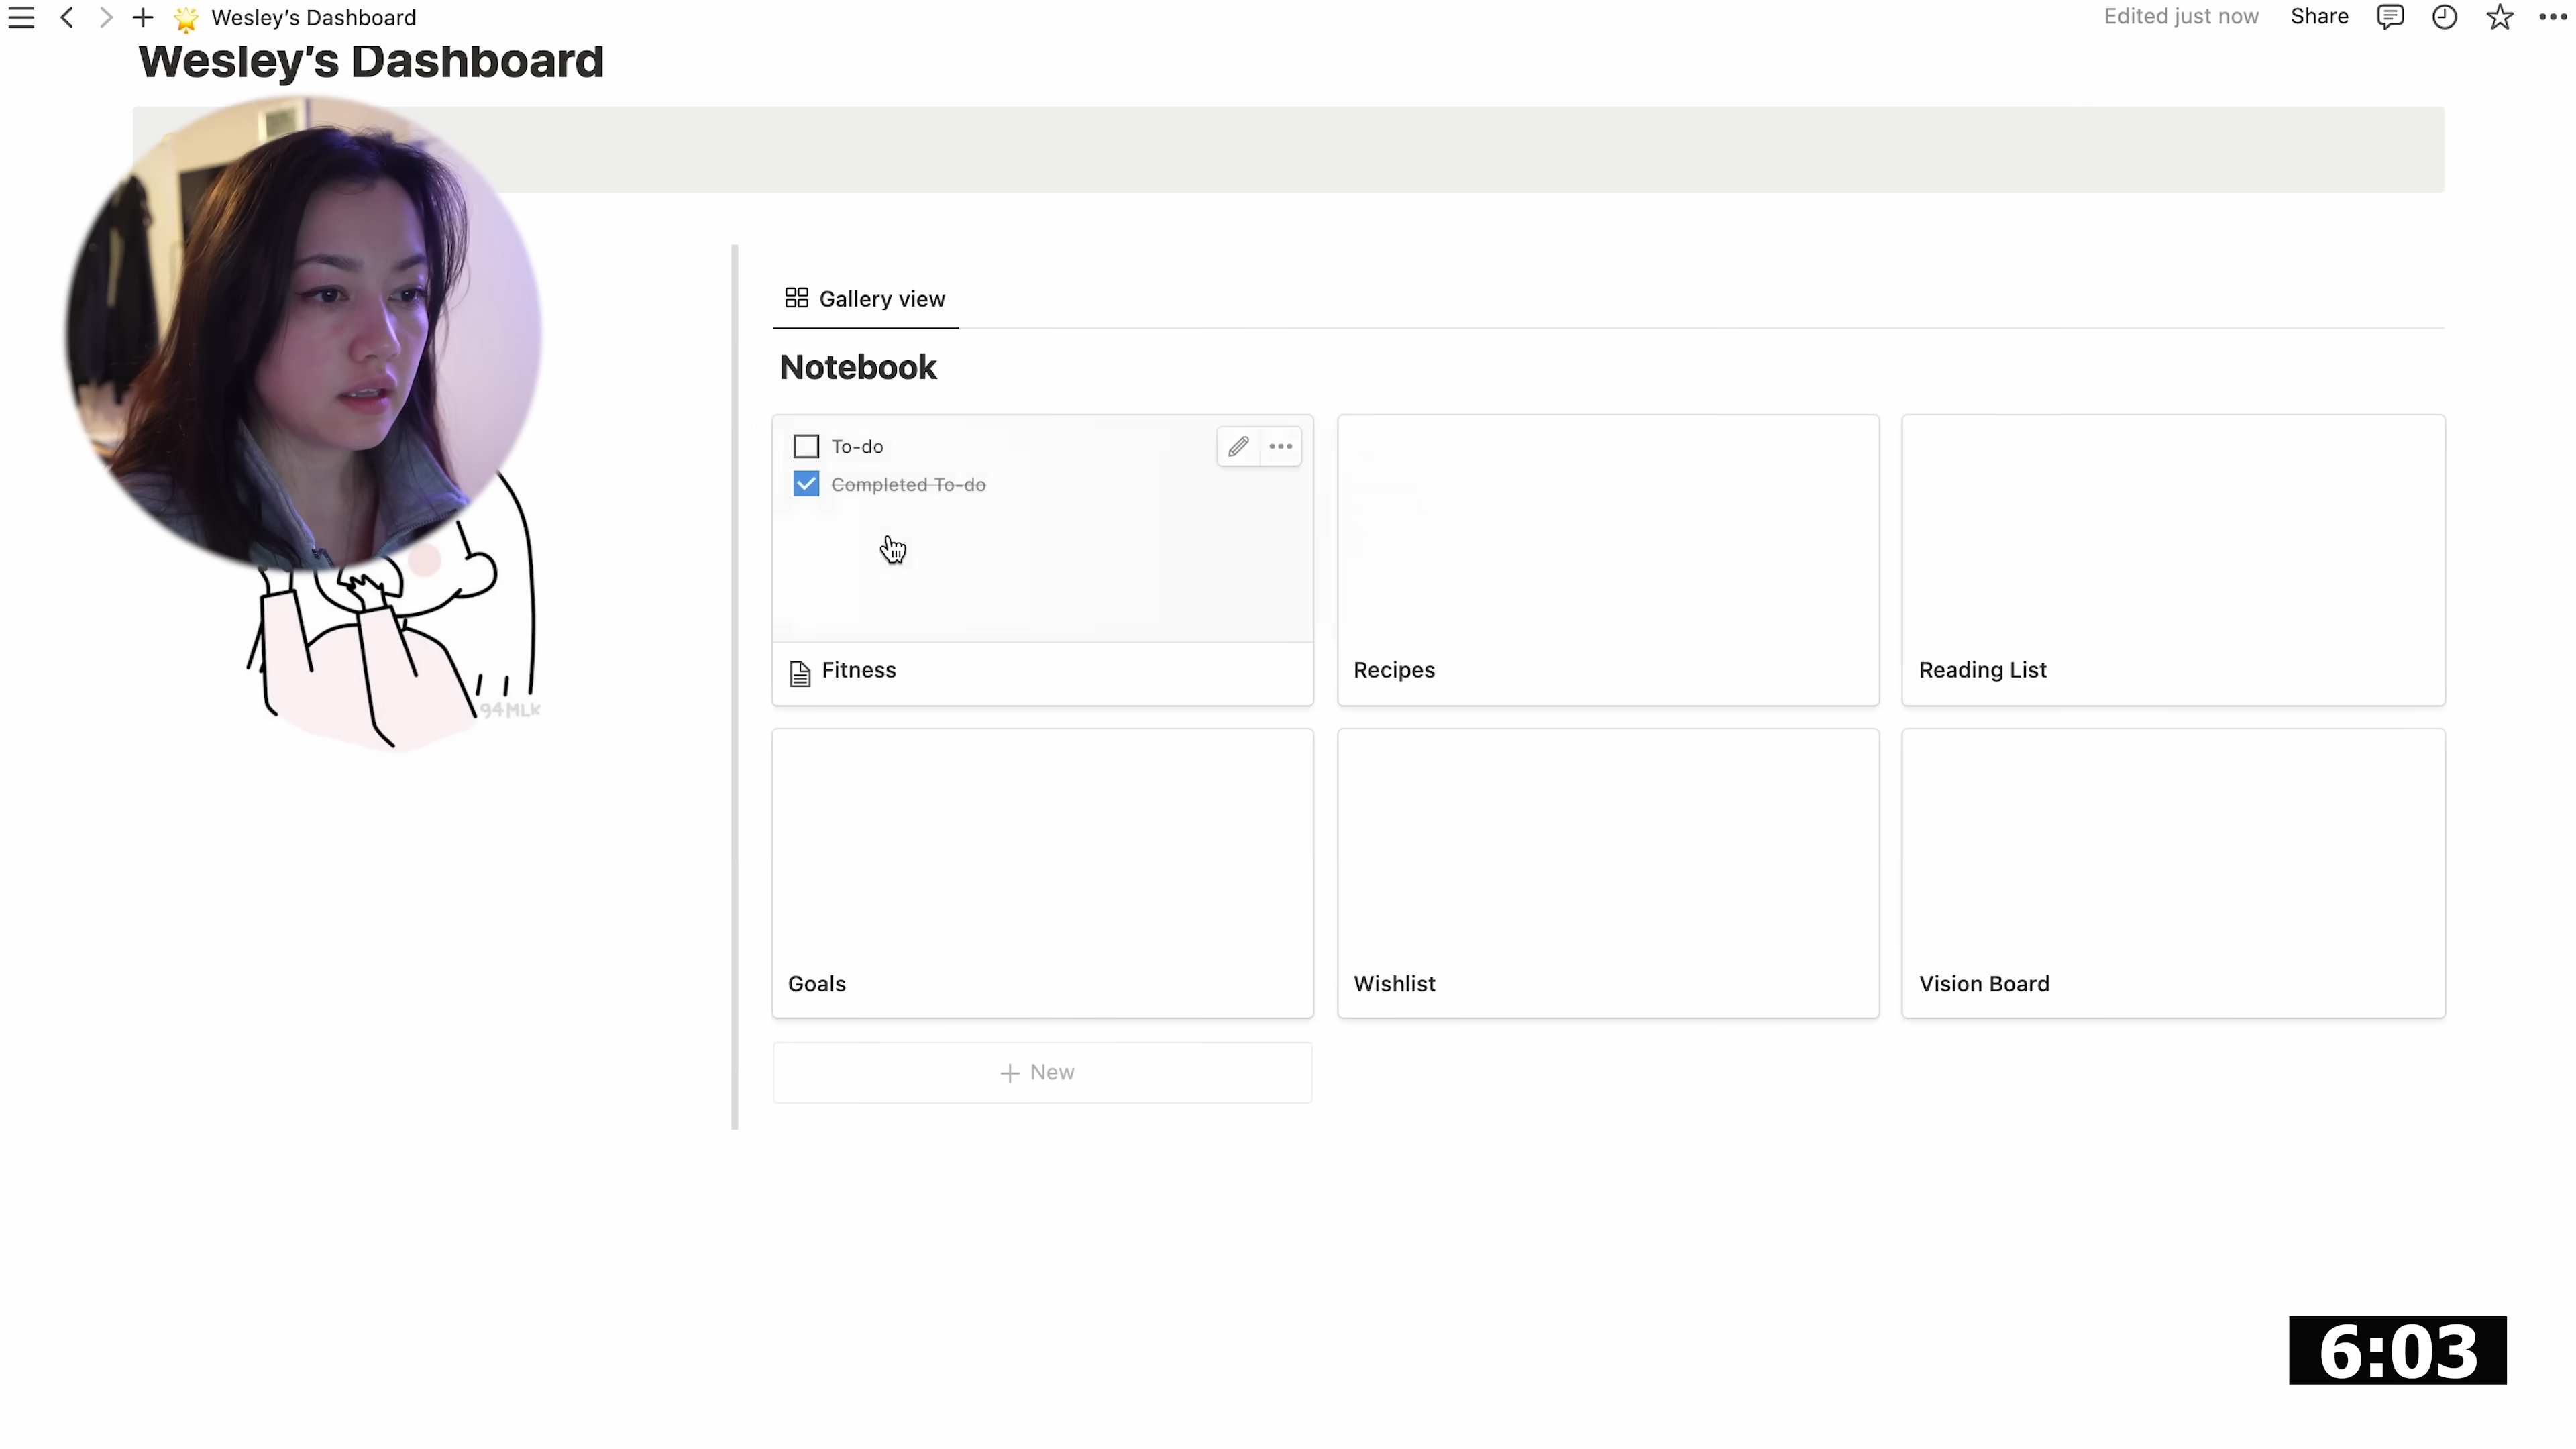 Wesley's Dashboard
Edited just now
Share
Wesley's Dashboard
Gallery view
Notebook
To-do
Completed To-do
Fitness
Recipes
Reading List
Goals
Wishlist
Vision Board
New
94MLK
6:03